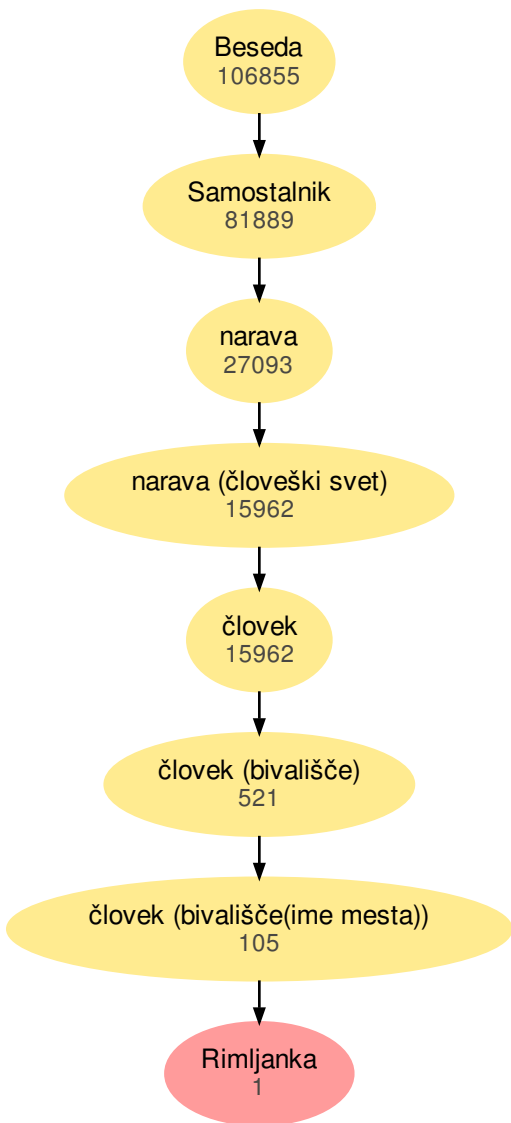 Beseda
106855
Samostalnik
81889
narava
27093
narava (človeški svet)
15962
človek
15962
človek (bivališče)
521
človek (bivališče(ime mesta))
105
Rimljanka
1